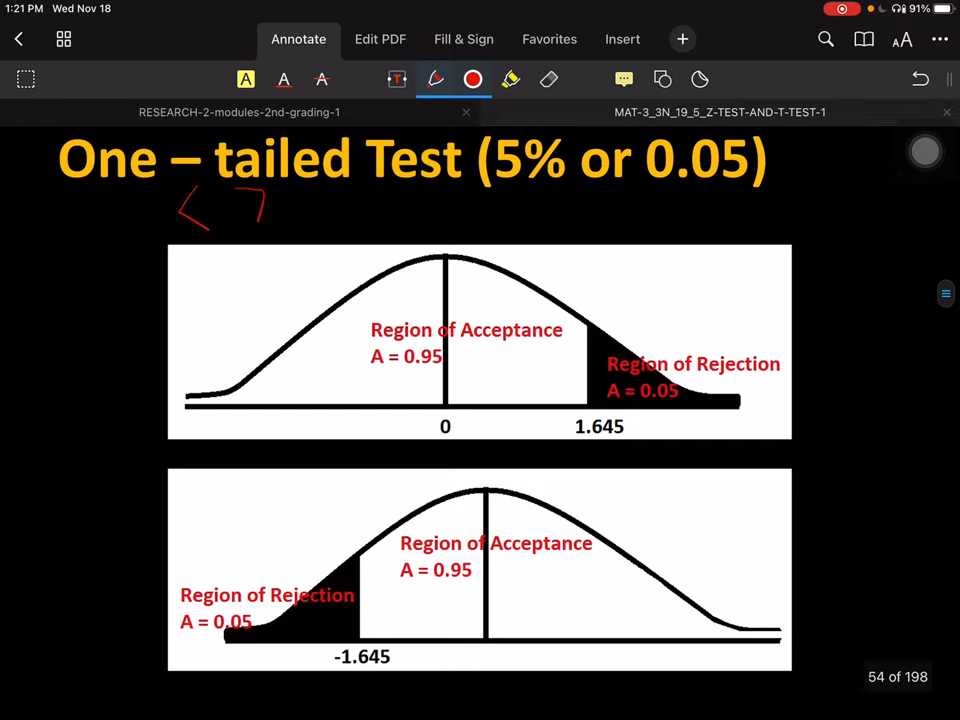 1:21 PM Wed Nov 18
91%
Annotate Edit PDF Fill & Sign Favorites Insert
AA
A A A T
RESEARCH-2-modules-2nd-grading-1
MAT-3_3N_19_5_Z-TEST-AND-T-TEST-1
One – tailed Test (5% or 0.05)
< >
Region of Acceptance
A = 0.95
Region of Rejection
A = 0.05
0
1.645
Region of Acceptance
A = 0.95
Region of Rejection
A = 0.05
-1.645
54 of 198